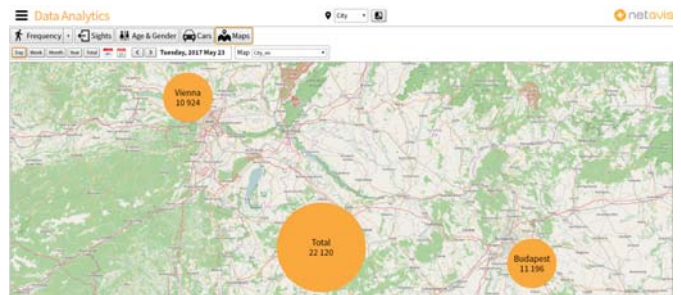 Data Analytics
City
netavis
Frequency
Sights
Age & Gender
Cars
Maps
Day Week Month Year Total
Tuesday, 2017 May 23
Map City_en
Vienna
10 924
Total
22 120
Budapest
11 196